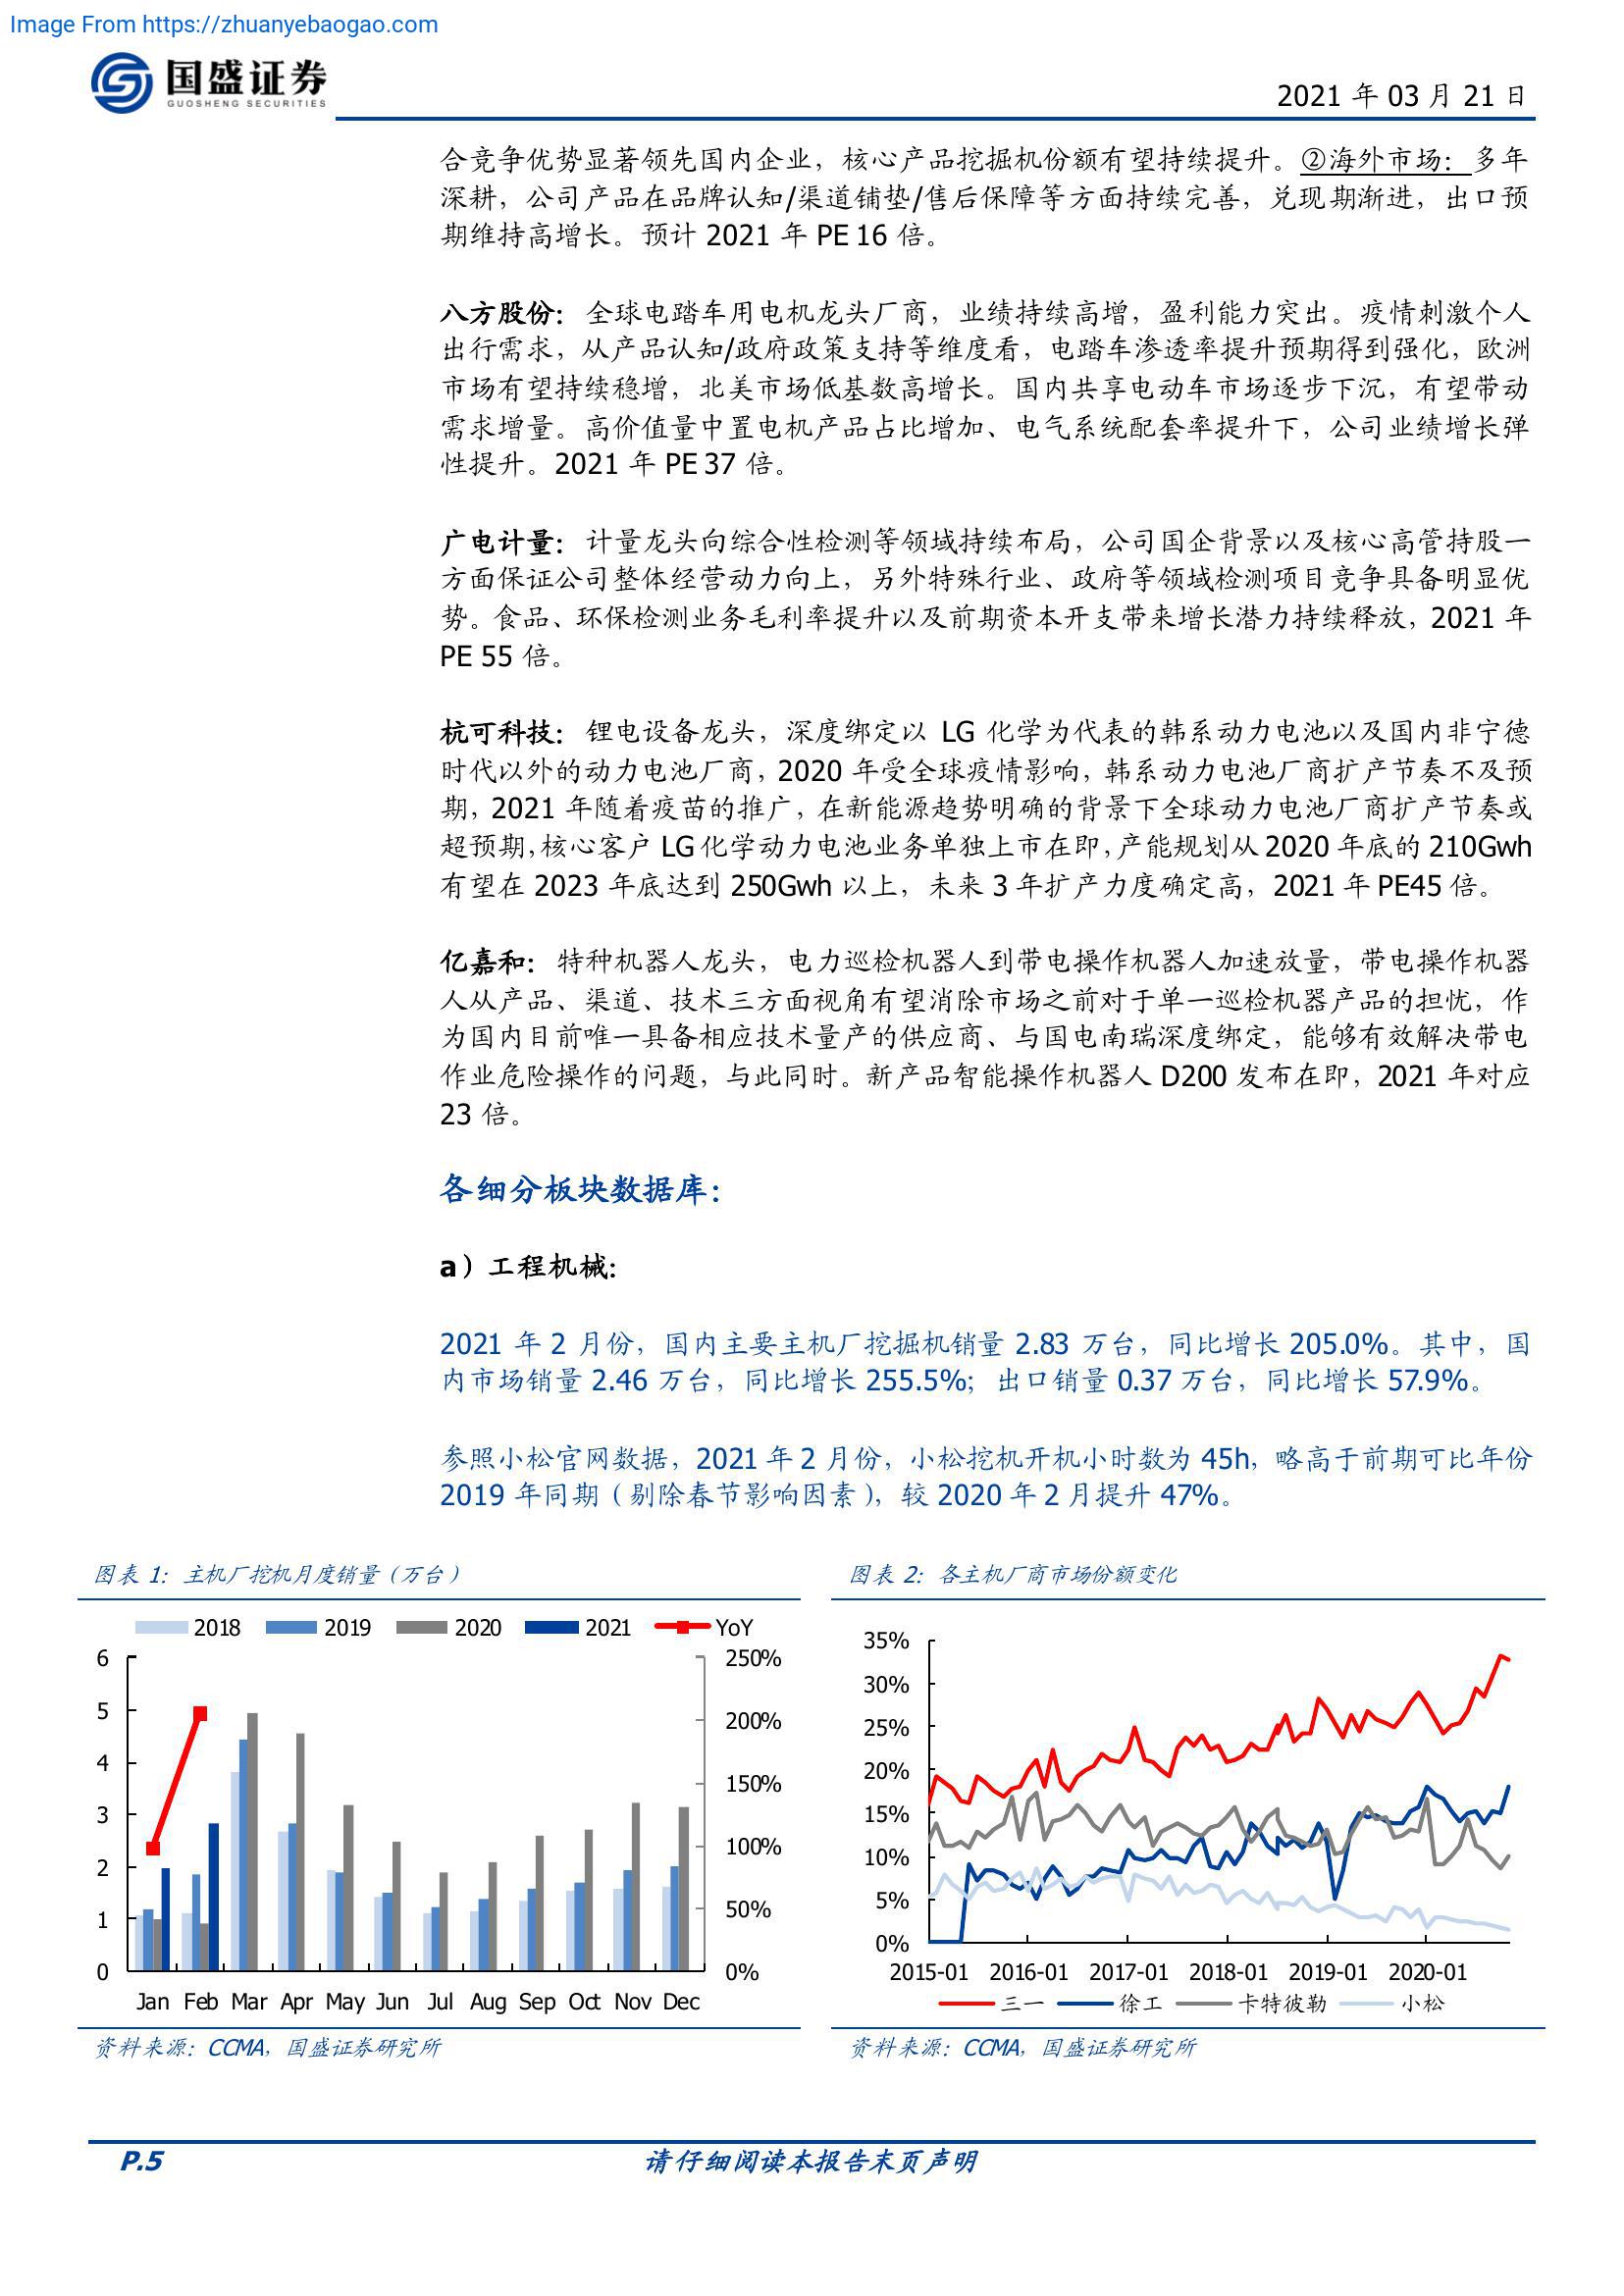 Image From https://zhuanyebaogao.com
国盛证券
GUOSHENG SECURITIES
2021 年 03 月 21 日
合竞争优势显著领先国内企业，核心产品挖掘机份额有望持续提升。②海外市场：多年
深耕，公司产品在品牌认知/渠道铺垫/售后保障等方面持续完善，兑现期渐进，出口预
期维持高增长。预计 2021 年 PE 16 倍。
八方股份：全球电踏车用电机龙头厂商，业绩持续高增，盈利能力突出。疫情刺激个人
出行需求，从产品认知/政府政策支持等维度看，电踏车渗透率提升预期得到强化，欧洲
市场有望持续稳增，北美市场低基数高增长。国内共享电动车市场逐步下沉，有望带动
需求增量。高价值量中置电机产品占比增加、电气系统配套率提升下，公司业绩增长弹
性提升。2021 年 PE 37 倍。
广电计量：计量龙头向综合性检测等领域持续布局，公司国企背景以及核心高管持股一
方面保证公司整体经营动力向上，另外特殊行业、政府等领域检测项目竞争具备明显优
势。食品、环保检测业务毛利率提升以及前期资本开支带来增长潜力持续释放，2021 年
PE 55 倍。
杭可科技：锂电设备龙头，深度绑定以 LG 化学为代表的韩系动力电池以及国内非宁德
时代以外的动力电池厂商，2020 年受全球疫情影响，韩系动力电池厂商扩产节奏不及预
期，2021 年随着疫苗的推广，在新能源趋势明确的背景下全球动力电池厂商扩产节奏或
超预期，核心客户 LG 化学动力电池业务单独上市在即，产能规划从 2020 年底的 210Gwh
有望在 2023 年底达到 250Gwh 以上，未来 3 年扩产力度确定高，2021 年 PE45 倍。
亿嘉和：特种机器人龙头，电力巡检机器人到带电操作机器人加速放量，带电操作机器
人从产品、渠道、技术三方面视角有望消除市场之前对于单一巡检机器产品的担忧，作
为国内目前唯一具备相应技术量产的供应商、与国电南瑞深度绑定，能够有效解决带电
作业危险操作的问题，与此同时。新产品智能操作机器人 D200 发布在即，2021 年对应
23 倍。
各细分板块数据库：
a）工程机械：
2021 年 2 月份，国内主要主机厂挖掘机销量 2.83 万台，同比增长 205.0%。其中，国
内市场销量 2.46 万台，同比增长 255.5%；出口销量 0.37 万台，同比增长 57.9%。
参照小松官网数据，2021 年 2 月份，小松挖机开机小时数为 45h，略高于前期可比年份
2019 年同期（剔除春节影响因素），较 2020 年 2 月提升 47%。
图表 1：主机厂挖机月度销量（万台）
2018 2019 2020 2021 YoY
6 250%
5 200%
4 150%
3 100%
2 50%
1 0%
0
Jan Feb Mar Apr May Jun Jul Aug Sep Oct Nov Dec
资料来源：CCMA，国盛证券研究所
图表 2：各主机厂商市场份额变化
35%
30%
25%
20%
15%
10%
5%
0%
2015-01 2016-01 2017-01 2018-01 2019-01 2020-01
三一 徐工 卡特彼勒 小松
资料来源：CCMA，国盛证券研究所
P.5 请仔细阅读本报告末页声明